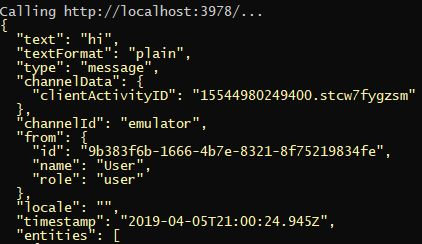 Calling http://localhost:3978/...
{
  "text": "hi",
  "textFormat": "plain",
  "type": "message",
  "channelData": {
    "clientActivityID": "15544980249400.stcw7fygzsm"
  },
  "channelId": "emulator",
  "from": {
    "id": "9b383f6b-1666-4b7e-8321-8f75219834fe",
    "name": "User",
    "role": "user"
  },
  "locale": "",
  "timestamp": "2019-04-05T21:00:24.945Z",
  "entities": [